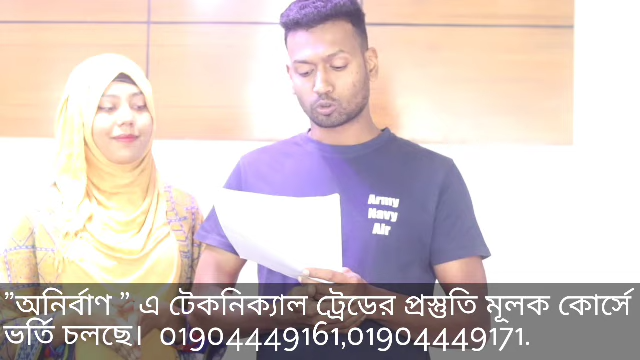 Army
Navy
Air
”অনির্বাণ ” এ টেকনিক্যাল ট্রেডের প্রস্তুতি মূলক কোর্সে
ভর্তি চলছে। 01904449161,01904449171.